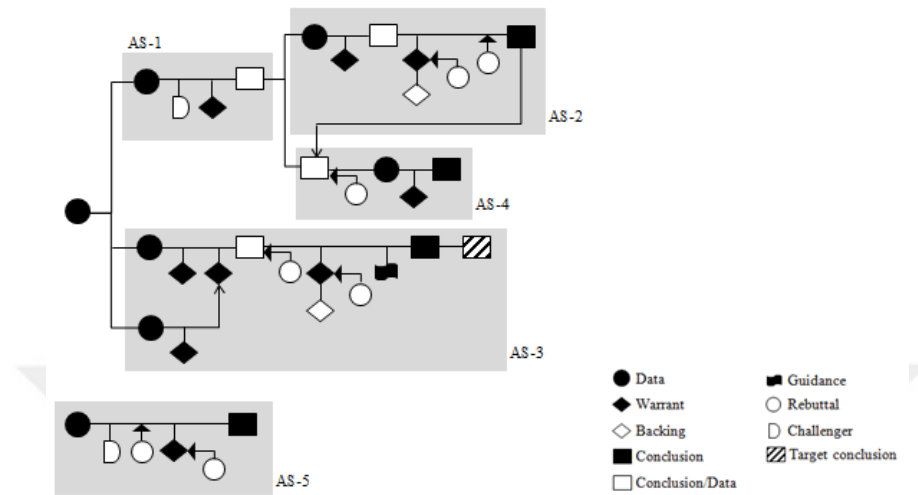 AS-1
AS-2
AS-4
AS-3
AS-5
Data
Warrant
Backing
Conclusion
Conclusion/Data
Guidance
Rebuttal
Challenger
Target conclusion